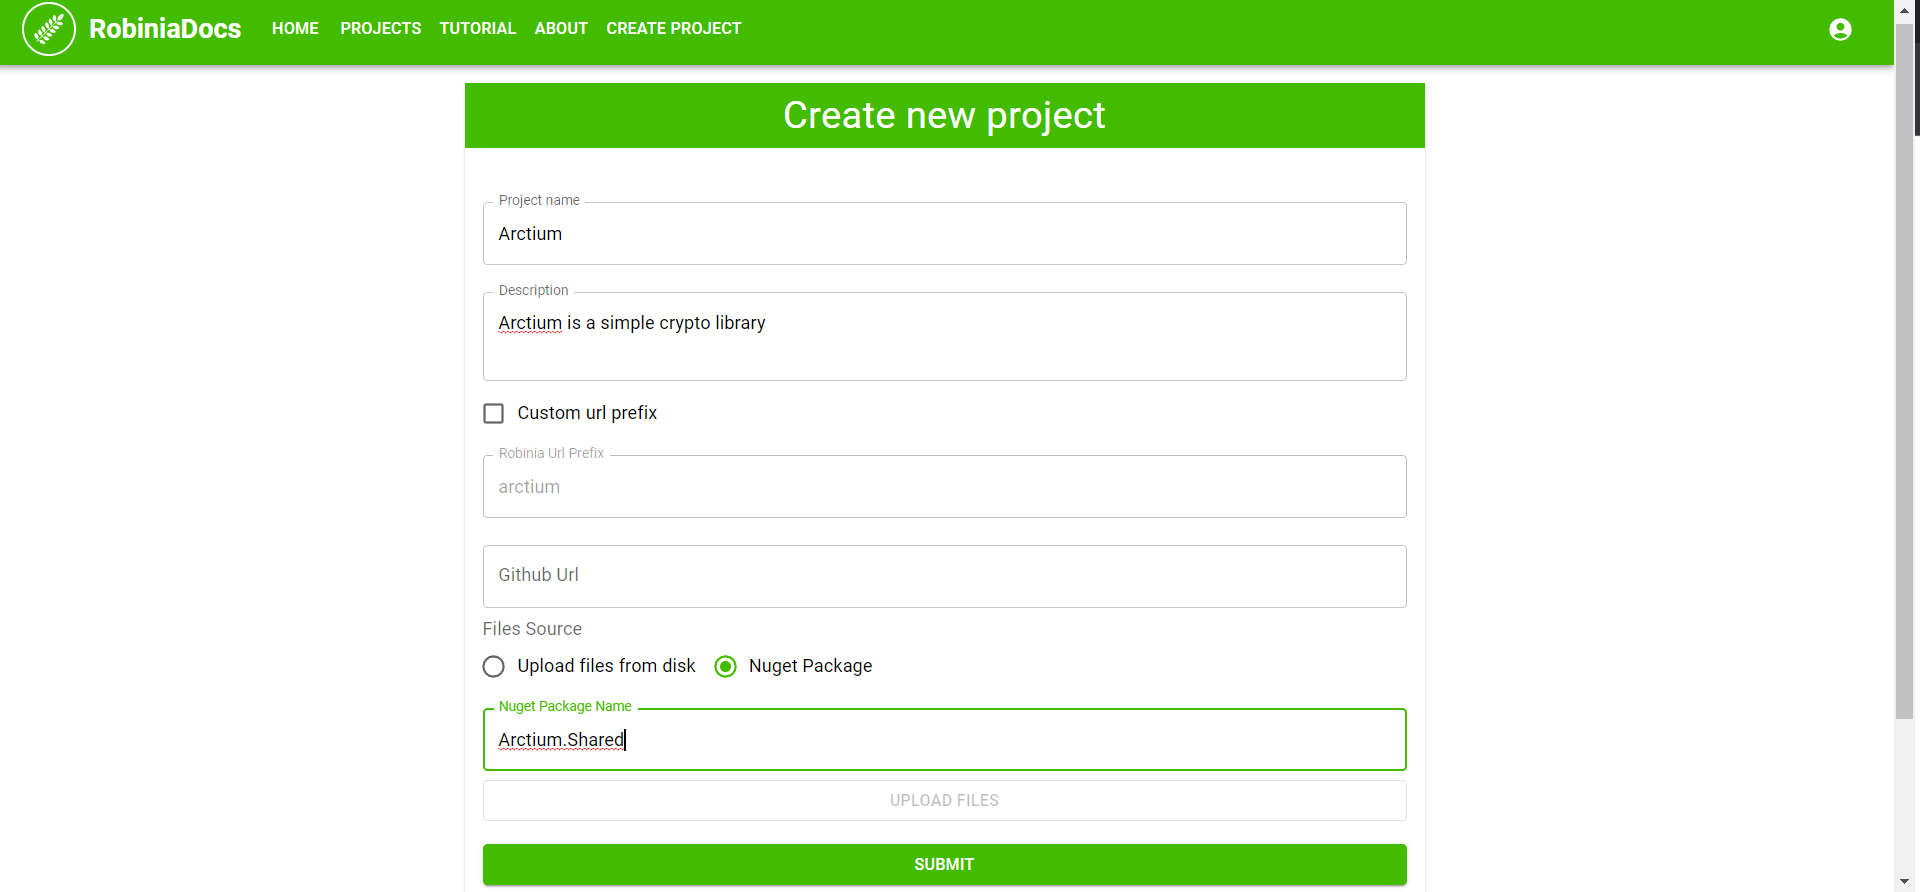 RobiniaDocs HOME PROJECTS TUTORIAL ABOUT CREATE PROJECT
Create new project
Project name
Arctium
Description
Arctium is a simple crypto library
Custom url prefix
Robinia Url Prefix
arctium
Github Url
Files Source
Upload files from disk Nuget Package
Nuget Package Name
Arctium.Shared
UPLOAD FILES
SUBMIT